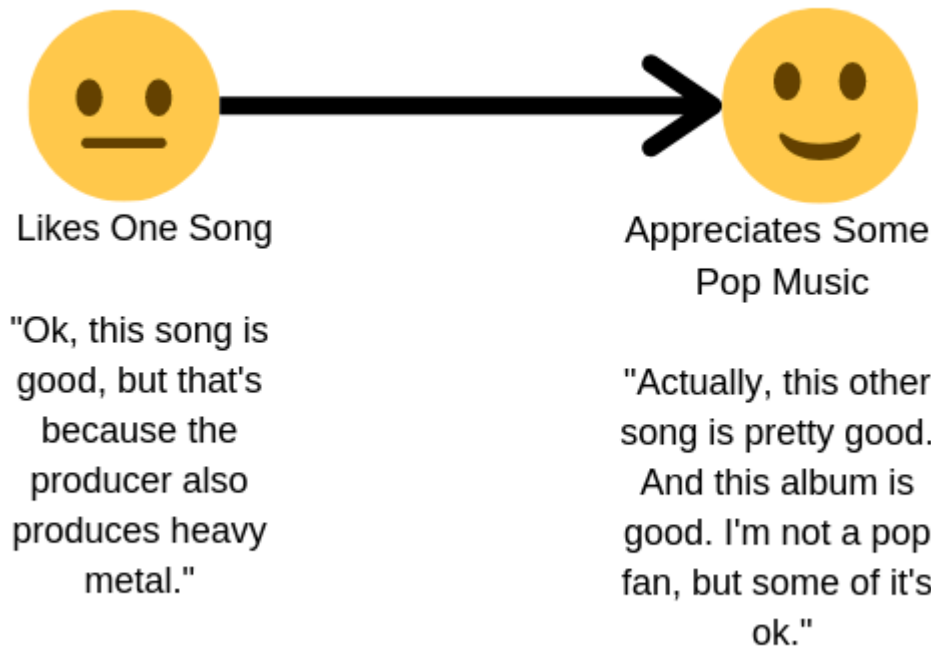 Likes One Song
"Ok, this song is
good, but that's
because the
producer also
produces heavy
metal."
Appreciates Some
Pop Music
"Actually, this other
song is pretty good.
And this album is
good. I'm not a pop
fan, but some of it's
ok."